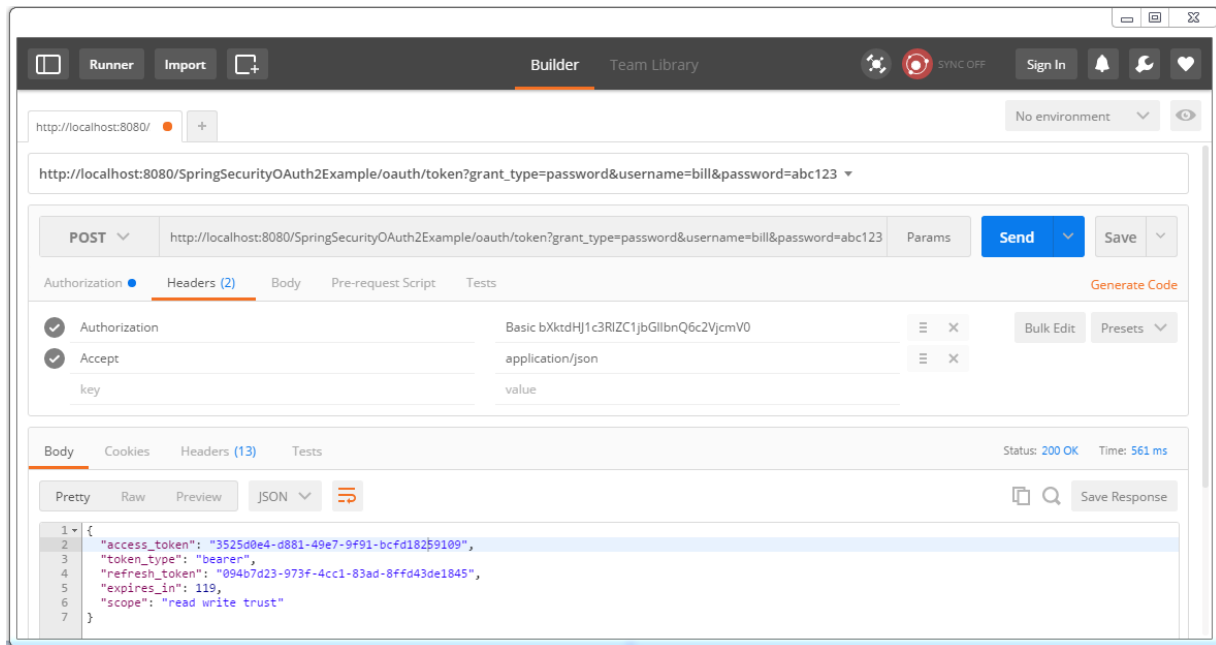 Runner Import Builder Team Library SYNC OFF Sign In
http://localhost:8080/ + No environment
http://localhost:8080/SpringSecurityOAuth2Example/oauth/token?grant_type=password&username=bill&password=abc123
POST http://localhost:8080/SpringSecurityOAuth2Example/oauth/token?grant_type=password&username=bill&password=abc123 Params Send Save
Authorization Headers (2) Body Pre-request Script Tests Generate Code
Authorization Basic bXktdHJ1c3RlZC1jbGllbnQ6c2VjcmV0 Bulk Edit Presets
Accept application/json
key value
Body Cookies Headers (13) Tests Status: 200 OK Time: 561 ms
Pretty Raw Preview JSON Save Response
1 {
2 "access_token": "3525d0e4-d881-49e7-9f91-bcfd18259109",
3 "token_type": "bearer",
4 "refresh_token": "094b7d23-973f-4cc1-83ad-8ffd43de1845",
5 "expires_in": 119,
6 "scope": "read write trust"
7 }